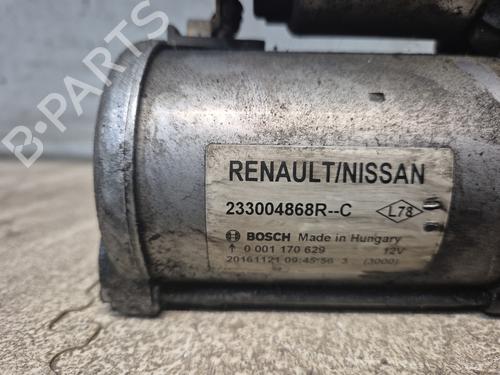 B-PARTS
RENAULT/NISSAN
233004868R--C
L78
BOSCH Made in Hungary
↑ 0 001 170 629 12V
20161121 09:45:56 3 (3000)
B-PARTS